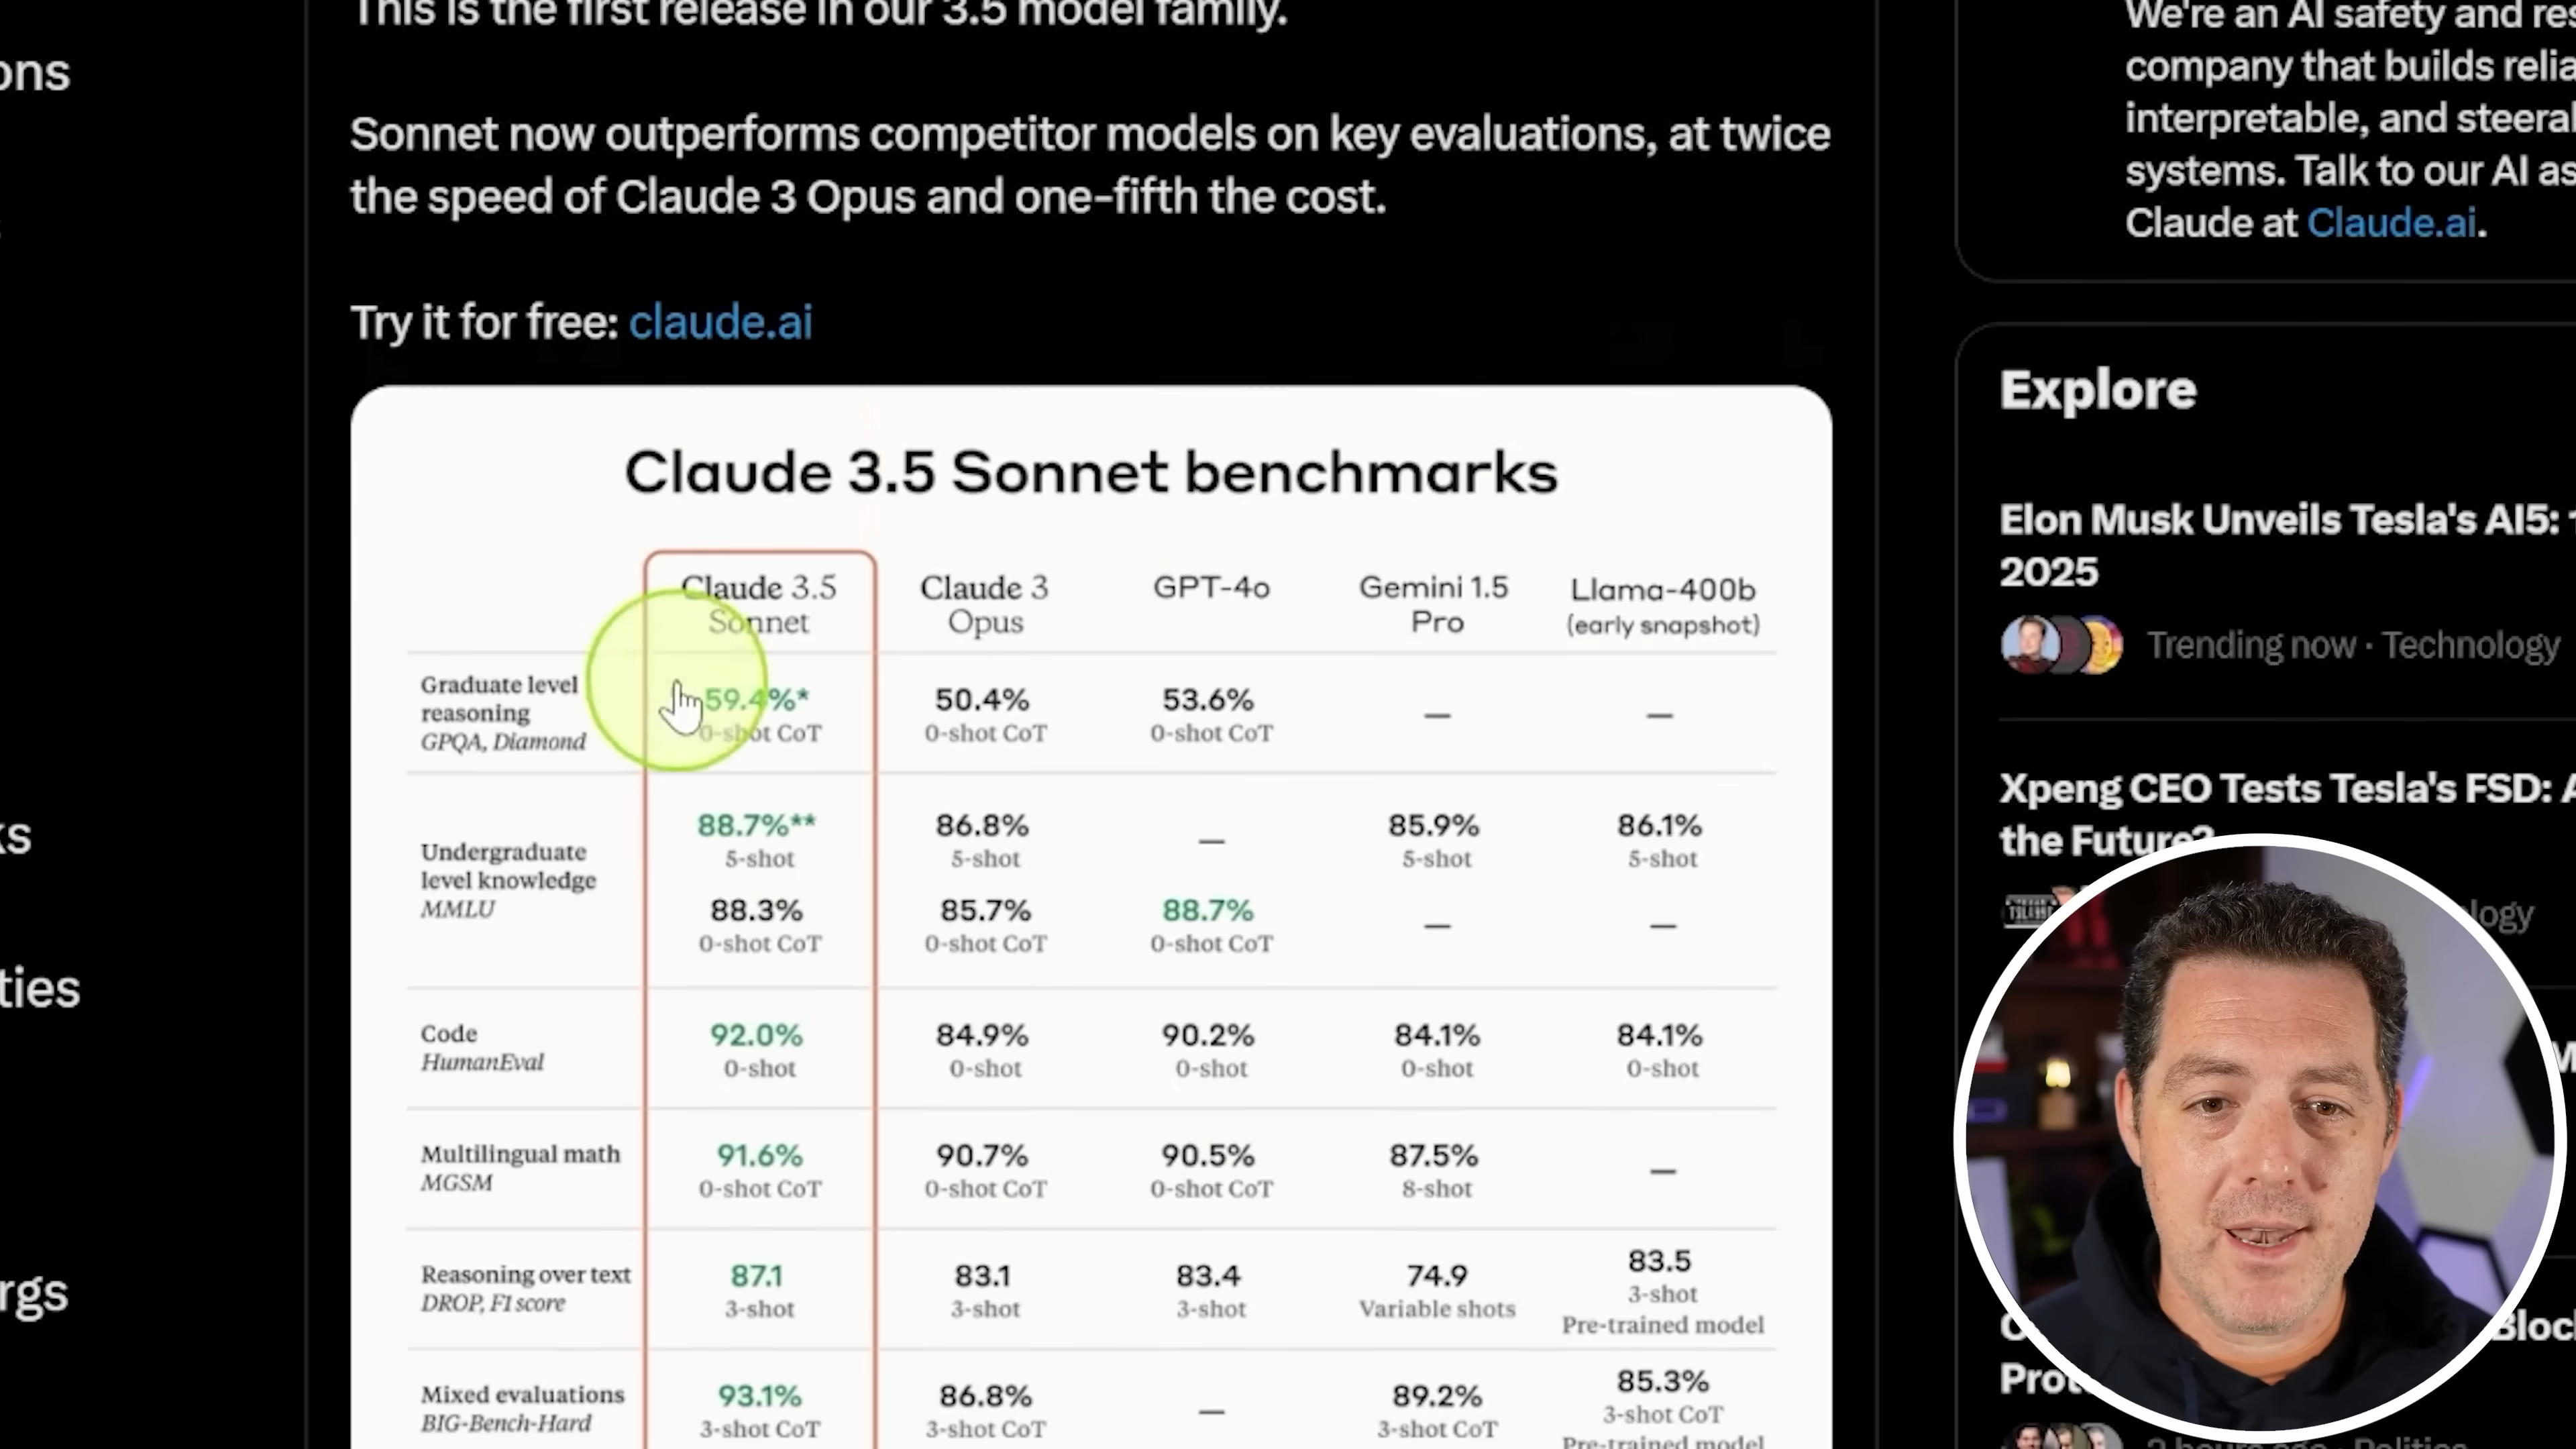 This is the first release in our 3.5 model family.
Sonnet now outperforms competitor models on key evaluations, at twice
the speed of Claude 3 Opus and one-fifth the cost.
Try it for free: claude.ai
Claude 3.5 Sonnet benchmarks
Claude 3.5 Sonnet
Claude 3 Opus
GPT-4o
Gemini 1.5 Pro
Llama-400b (early snapshot)
Graduate level
reasoning
GPQA, Diamond
59.4%* 50.4% 53.6% — —
0-shot CoT 0-shot CoT 0-shot CoT
Undergraduate
level knowledge
MMLU
88.7%** 86.8% — 85.9% 86.1%
5-shot 5-shot 5-shot 5-shot
88.3% 85.7% 88.7% — —
0-shot CoT 0-shot CoT 0-shot CoT
Code
HumanEval
92.0% 84.9% 90.2% 84.1% 84.1%
0-shot 0-shot 0-shot 0-shot 0-shot
Multilingual math
MGSM
91.6% 90.7% 90.5% 87.5% —
0-shot CoT 0-shot CoT 0-shot CoT 8-shot
Reasoning over text
DROP, F1 score
87.1 83.1 83.4 74.9 83.5
3-shot 3-shot 3-shot Variable shots 3-shot
Pre-trained model
Mixed evaluations
BIG-Bench-Hard
93.1% 86.8% — 89.2% 85.3%
3-shot CoT 3-shot CoT 3-shot CoT 3-shot CoT
Pre-trained model
ons
ks
ties
rgs
We're an AI safety and res
company that builds relia
interpretable, and steera
systems. Talk to our AI as
Claude at Claude.ai.
Explore
Elon Musk Unveils Tesla's AI5:
2025
Trending now · Technology
Xpeng CEO Tests Tesla's FSD: A
the Future?
logy
Bloc
Pro
2 hours ago · Politics